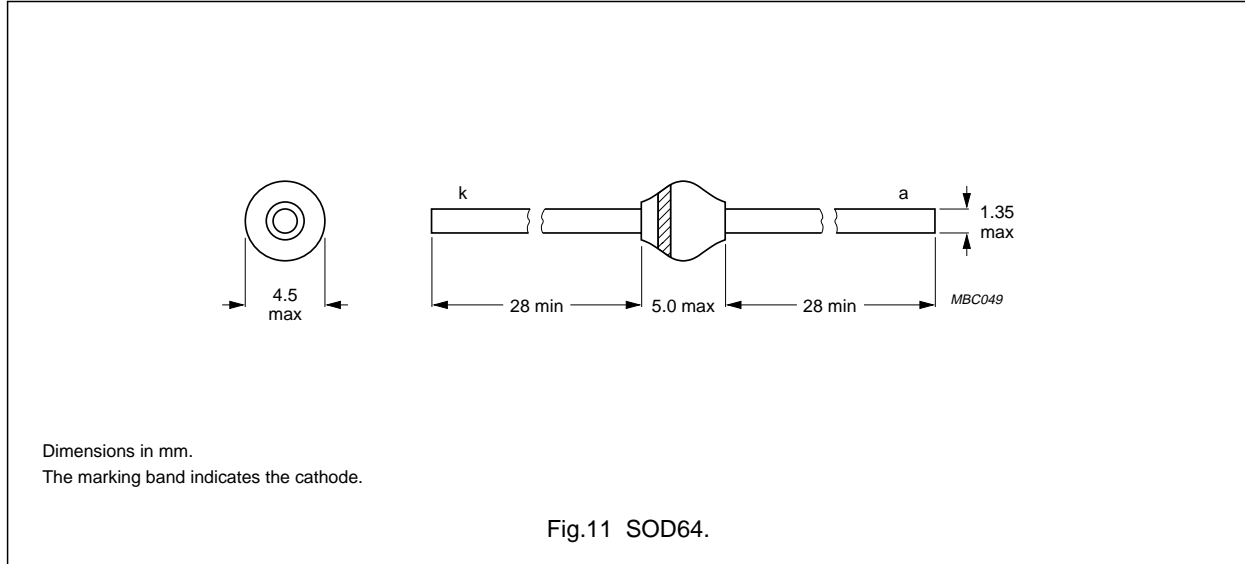 k
a
1.35
max
4.5
max
28 min
5.0 max
28 min
MBC049
Dimensions in mm.
The marking band indicates the cathode.
Fig.11 SOD64.